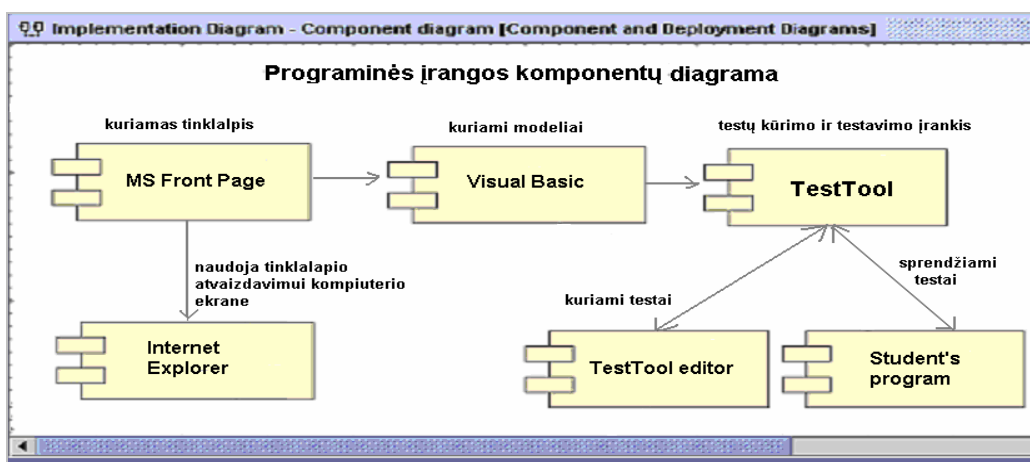 Implementation Diagram - Component diagram [Component and Deployment Diagrams]
Programinės įrangos komponentų diagrama
kuriamas tinklalpis
kuriami modeliai
testų kūrimo ir testavimo įrankis
MS Front Page
Visual Basic
TestTool
naudoja tinklalapio
atvaizdavimui kompiuterio
ekrane
kuriami testai
sprendžiami
testai
Internet
Explorer
TestTool editor
Student's
program